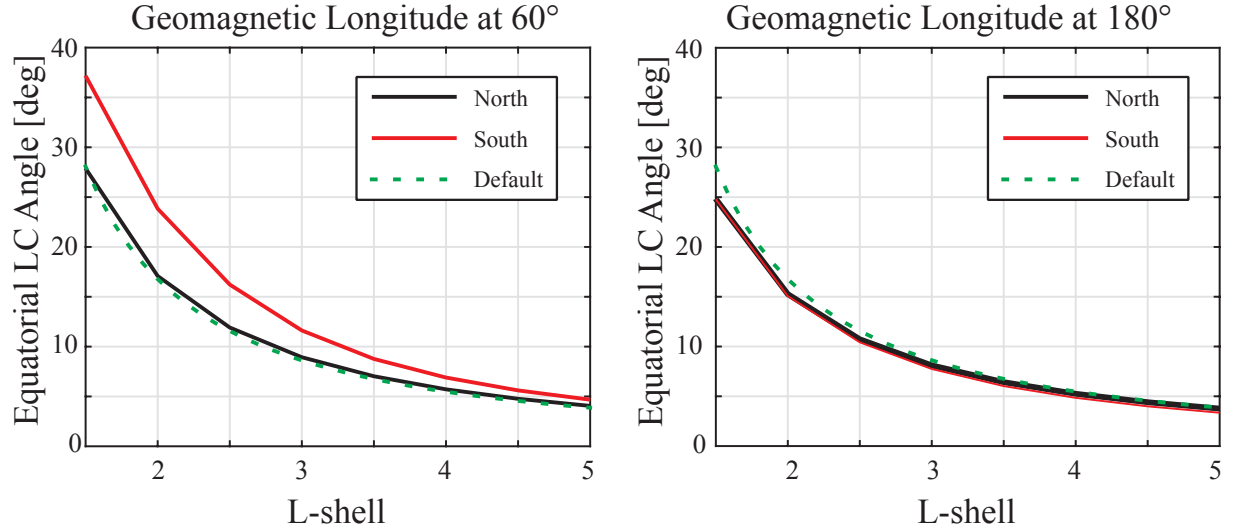 Geomagnetic Longitude at 60°
Equatorial LC Angle [deg]
40
30
20
10
0
North
South
Default
2
3
4
5
L-shell
Geomagnetic Longitude at 180°
Equatorial LC Angle [deg]
40
30
20
10
0
North
South
Default
2
3
4
5
L-shell